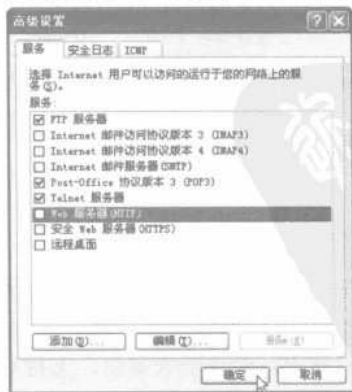 高级设置
服务 安全日志 ICMP
选择 Internet 用户可以访问的运行于您的网络上的服
务(S)。
服务:
FTP 服务器
Internet 邮件访问协议版本 3 (IMAP3)
Internet 邮件访问协议版本 4 (IMAP4)
Internet 邮件服务器(SMTP)
Post-Office 协议版本 3 (POP3)
Telnet 服务器
Web 服务器(HTTP)
安全 Web 服务器(HTTPS)
远程桌面
添加(D)... 编辑(T)... 删除(E)
确定 取消